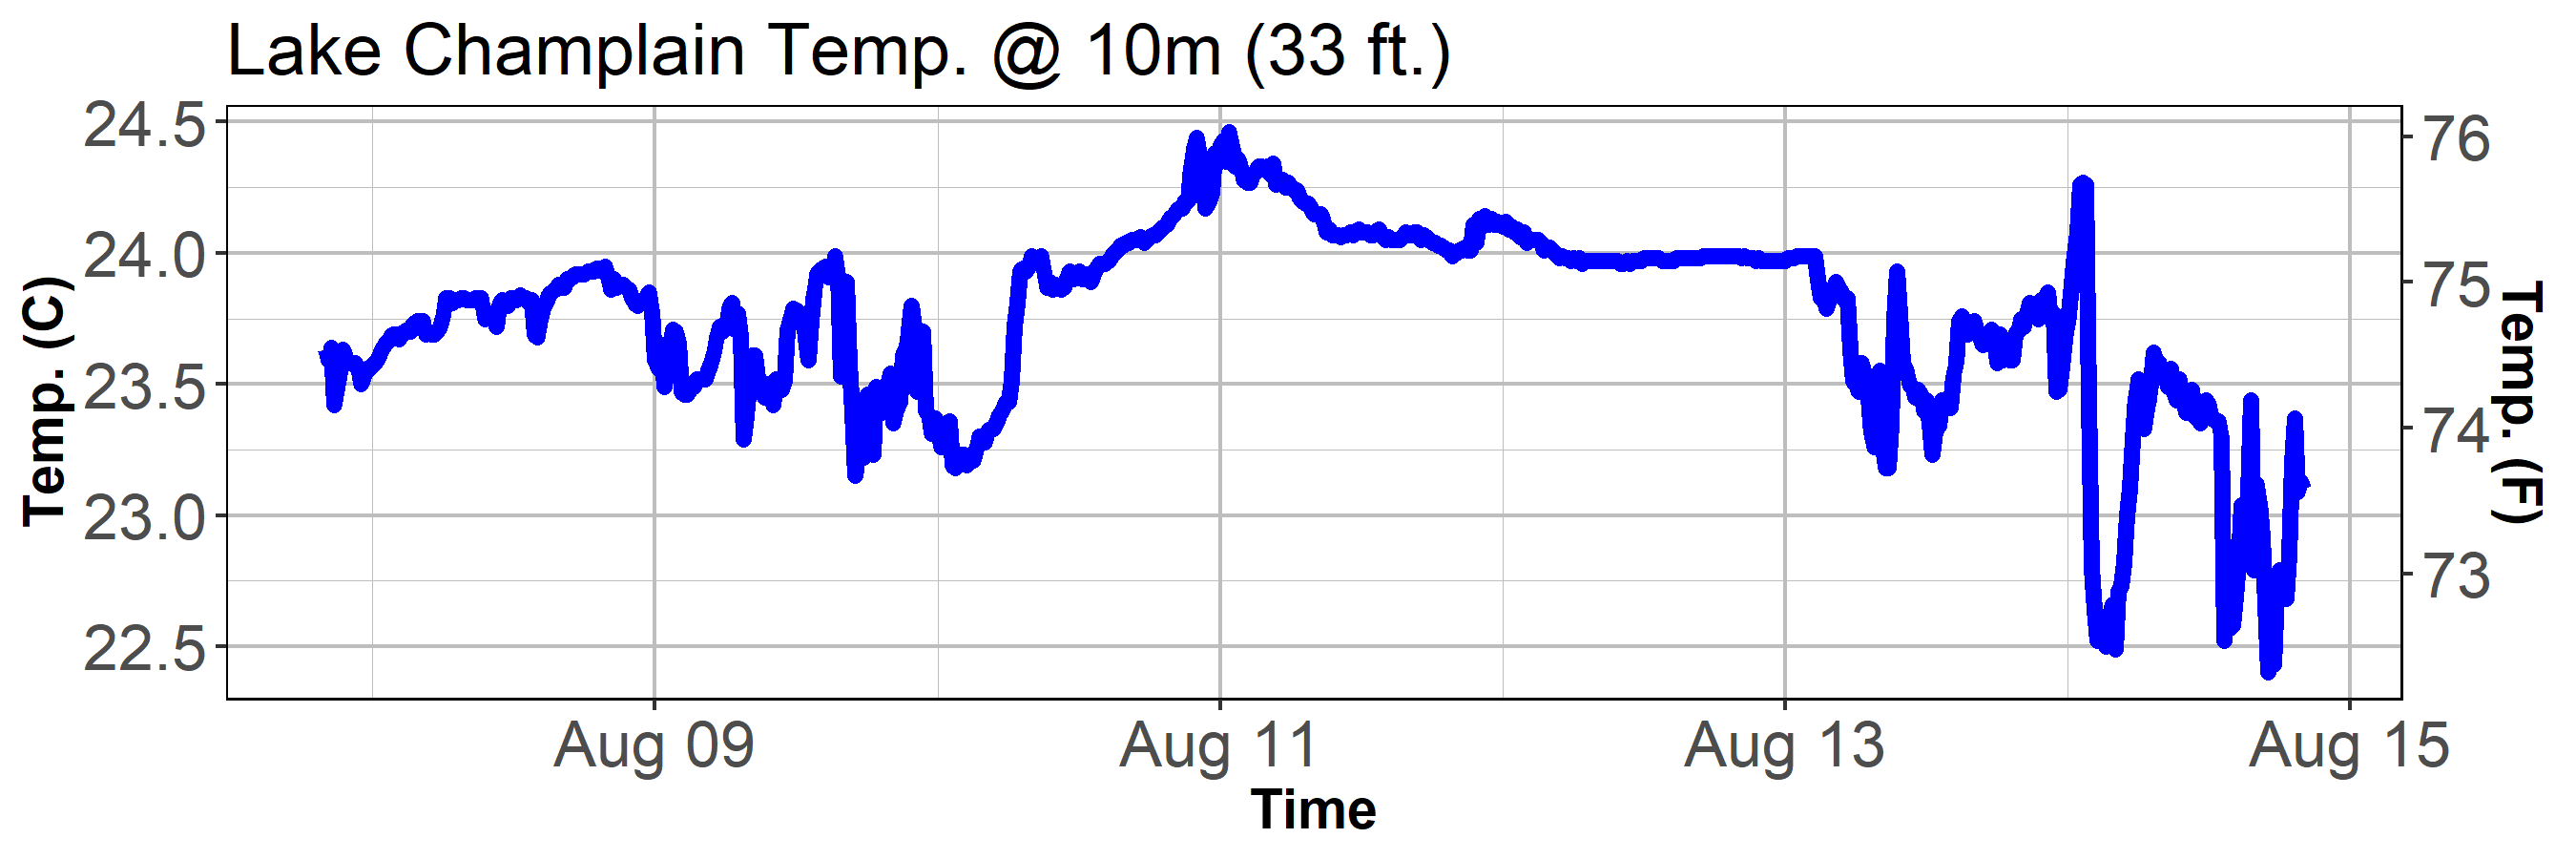 Lake Champlain Temp. @ 10m (33 ft.)
24.5
24.0
23.5
23.0
22.5
Temp. (C)
76
75
74
73
Temp. (F)
Aug 09
Aug 11
Aug 13
Aug 15
Time